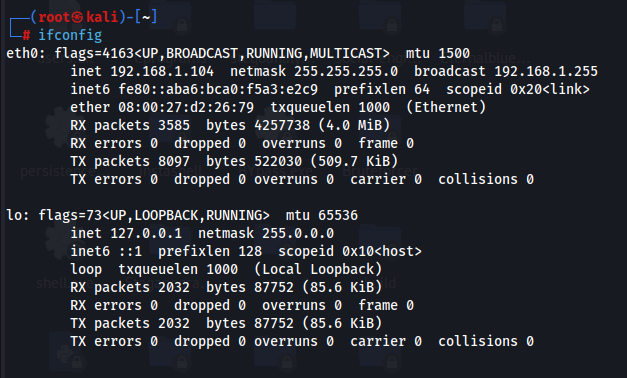 ┌──(root㉿kali)-[~]
└─# ifconfig
eth0: flags=4163<UP,BROADCAST,RUNNING,MULTICAST>  mtu 1500
        inet 192.168.1.104  netmask 255.255.255.0  broadcast 192.168.1.255
        inet6 fe80::aba6:bca0:f5a3:e2c9  prefixlen 64  scopeid 0x20<link>
        ether 08:00:27:d2:26:79  txqueuelen 1000  (Ethernet)
        RX packets 3585  bytes 4257738 (4.0 MiB)
        RX errors 0  dropped 0  overruns 0  frame 0
        TX packets 8097  bytes 522030 (509.7 KiB)
        TX errors 0  dropped 0 overruns 0  carrier 0  collisions 0

lo: flags=73<UP,LOOPBACK,RUNNING>  mtu 65536
        inet 127.0.0.1  netmask 255.0.0.0
        inet6 ::1  prefixlen 128  scopeid 0x10<host>
        loop  txqueuelen 1000  (Local Loopback)
        RX packets 2032  bytes 87752 (85.6 KiB)
        RX errors 0  dropped 0  overruns 0  frame 0
        TX packets 2032  bytes 87752 (85.6 KiB)
        TX errors 0  dropped 0 overruns 0  carrier 0  collisions 0